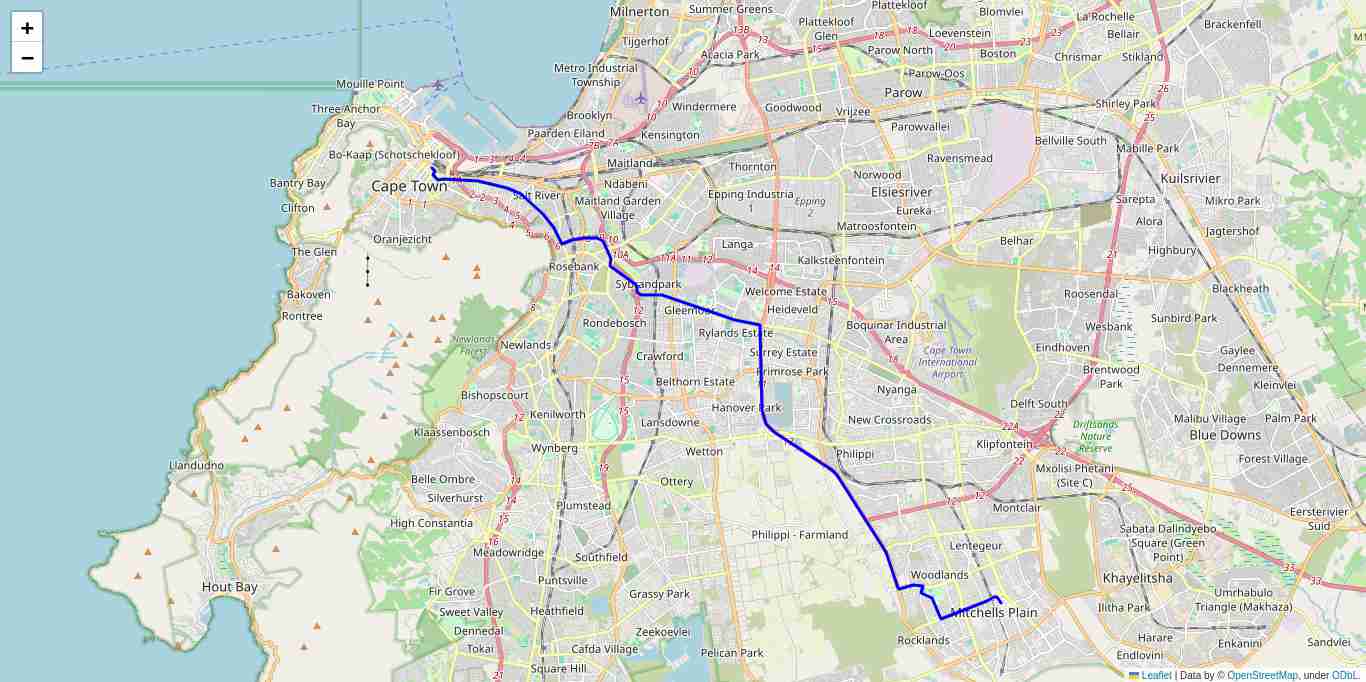 +
−
Milnerton
Summer Greens
Plattekloof
Glen
Plattekloof
Blomvlei
La Rochelle
Brackenfell
Tijgerhof
Loevenstein
Bellair
Acacia Park
Parow North
Boston
Chrismar
Stikland
Metro Industrial
Township
Parow-Oos
Mouille Point
Parow
Three Anchor
Bay
Brooklyn
Windermere
Goodwood
Vrijzee
Shirley Park
Paarden Eiland
Kensington
Parowvallei
Bellville South
Mabille Park
Bo-Kaap (Schotschekloof)
Maitland
Thornton
Ravensmead
Bantry Bay
Cape Town
Ndabeni
Norwood
Elsiesriver
Kuilsrivier
Clifton
Salt River
Maitland Garden
Village
Epping Industria
1
Epping
2
Eureka
Sarepta
Mikro Park
Oranjezicht
Matroosfontein
Alora
Jagtershof
The Glen
Langa
Belhar
Highbury
Rosebank
Kalksteenfontein
Bakoven
Sybrandpark
Welcome Estate
Roosendal
Blackheath
Rontree
Gleemoor
Heideveld
Rondebosch
Rylands Estate
Boquinar Industrial
Area
Wesbank
Sunbird Park
Newlands
Forest
Newlands
Crawford
Surrey Estate
Cape Town
International
Airport
Eindhoven
Gaylee
Primrose Park
Brentwood
Park
Dennemere
Bishopscourt
Belthorn Estate
Nyanga
Kleinvlei
Hanover Park
Delft South
Kenilworth
Lansdowne
New Crossroads
Malibu Village
Palm Park
Klaassenbosch
Klipfontein
Driftsands
Nature
Reserve
Blue Downs
Wynberg
Wetton
Philippi
Forest Village
Llandudno
Mxolisi Phetani
(Site C)
Belle Ombre
Ottery
Silverhurst
Plumstead
Montclair
Eersterivier
Suid
High Constantia
Philippi - Farmland
Sabata Dalindyebo
Square (Green
Point)
Meadowridge
Southfield
Lentegeur
Hout Bay
Puntsville
Woodlands
Khayelitsha
Fir Grove
Grassy Park
Umrhabulo
Triangle (Makhaza)
Sweet Valley
Heathfield
Mitchells Plain
Ilitha Park
Dennedal
Zeekoevlei
Rocklands
Harare
Enkanini
Sandvlei
Tokai
Cafda Village
Pelican Park
Endlovini
Square Hill
Leaflet | Data by © OpenStreetMap, under ODbL.